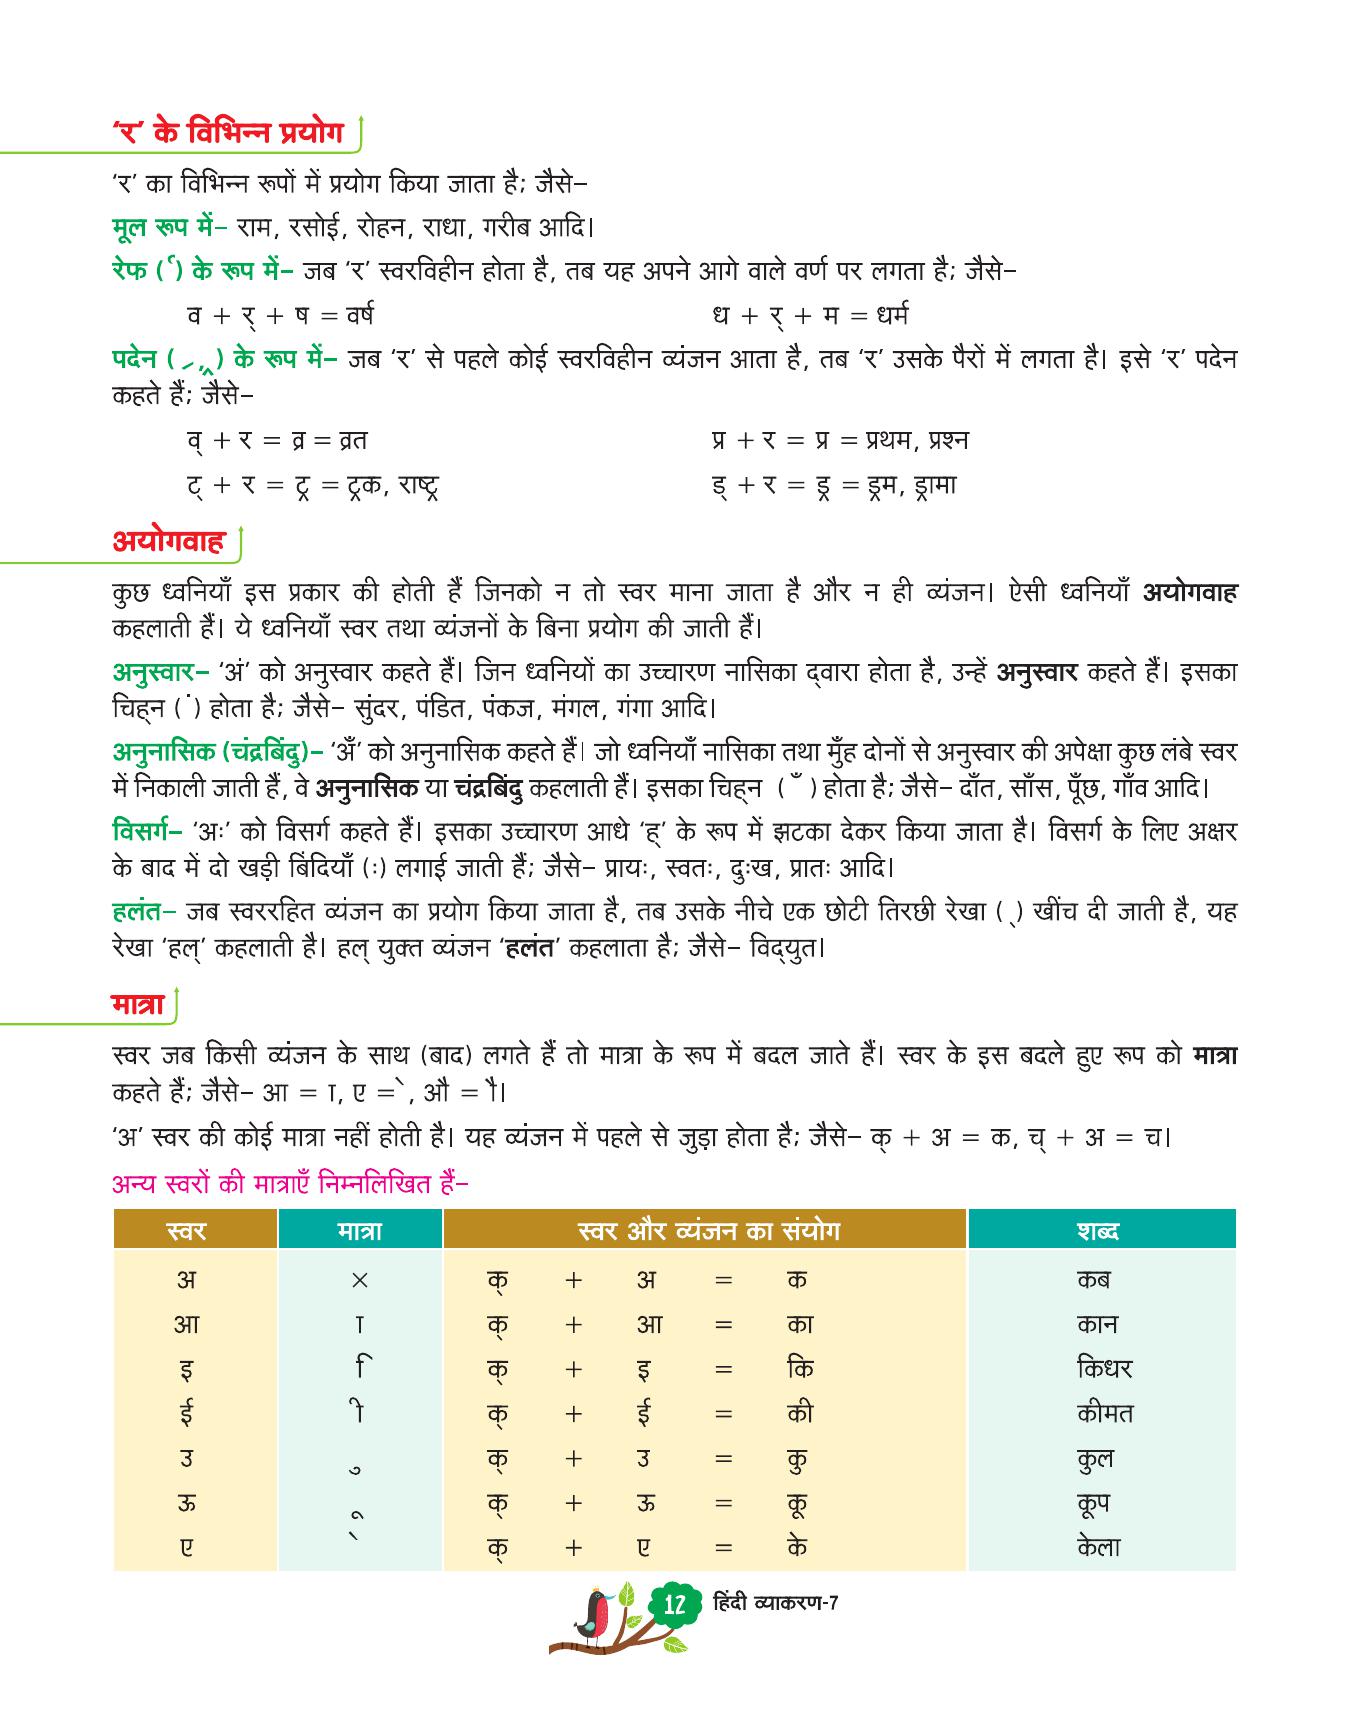 ‘र’ के विभिन्न प्रयोग
‘र’ का विभिन्न रूपों में प्रयोग किया जाता है; जैसे–
मूल रूप में– राम, रसोई, रोहन, राधा, गरीब आदि।
रेफ (र्) के रूप में– जब ‘र’ स्वरविहीन होता है, तब यह अपने आगे वाले वर्ण पर लगता है; जैसे–
व + र् + ष = वर्ष ध + र् + म = धर्म
पदेन ( ्र ) के रूप में– जब ‘र’ से पहले कोई स्वरविहीन व्यंजन आता है, तब ‘र’ उसके पैरों में लगता है। इसे ‘र’ पदेन
कहते हैं; जैसे–
व् + र = व्र = व्रत प्र + र = प्र = प्रथम, प्रश्न
ट् + र = ट्र = ट्रक, राष्ट्र ड् + र = ड्र = ड्रम, ड्रामा
अयोगवाह
कुछ ध्वनियाँ इस प्रकार की होती हैं जिनको न तो स्वर माना जाता है और न ही व्यंजन। ऐसी ध्वनियाँ अयोगवाह
कहलाती हैं। ये ध्वनियाँ स्वर तथा व्यंजनों के बिना प्रयोग की जाती हैं।
अनुस्वार– ‘अं’ को अनुस्वार कहते हैं। जिन ध्वनियों का उच्चारण नासिका द्‌वारा होता है, उन्हें अनुस्वार कहते हैं। इसका
चिह्‌न ( ं ) होता है; जैसे– सुंदर, पंडित, पंकज, मंगल, गंगा आदि।
अनुनासिक (चंद्रबिंदु)– ‘अँ’ को अनुनासिक कहते हैं। जो ध्वनियाँ नासिका तथा मुँह दोनों से अनुस्वार की अपेक्षा कुछ लंबे स्वर
में निकाली जाती हैं, वे अनुनासिक या चंद्रबिंदु कहलाती हैं। इसका चिह्‌न ( ँ ) होता है; जैसे– दाँत, साँस, पूँछ, गाँव आदि।
विसर्ग– ‘अः’ को विसर्ग कहते हैं। इसका उच्चारण आधे ‘ह्’ के रूप में झटका देकर किया जाता है। विसर्ग के लिए अक्षर
के बाद में दो खड़ी बिंदियाँ (ः) लगाई जाती हैं; जैसे– प्रायः, स्वतः, दुःख, प्रातः आदि।
हलंत– जब स्वररहित व्यंजन का प्रयोग किया जाता है, तब उसके नीचे एक छोटी तिरछी रेखा ( ् ) खींच दी जाती है, यह
रेखा ‘हल्’ कहलाती है। हल् युक्त व्यंजन ‘हलंत’ कहलाता है; जैसे– विद्‌युत।
मात्रा
स्वर जब किसी व्यंजन के साथ (बाद) लगते हैं तो मात्रा के रूप में बदल जाते हैं। स्वर के इस बदले हुए रूप को मात्रा
कहते हैं; जैसे– आ = ा, ए = े, औ = ौ।
‘अ’ स्वर की कोई मात्रा नहीं होती है। यह व्यंजन में पहले से जुड़ा होता है; जैसे– क् + अ = क, च् + अ = च।
अन्य स्वरों की मात्राएँ निम्नलिखित हैं–
स्वर मात्रा स्वर और व्यंजन का संयोग शब्द
अ × क् + अ = क कब
आ ा क् + आ = का कान
इ ि क् + इ = कि किधर
ई ी क् + ई = की कीमत
उ ु क् + उ = कु कुल
ऊ ू क् + ऊ = कू कूप
ए े क् + ए = के केला
12 हिंदी व्याकरण-7